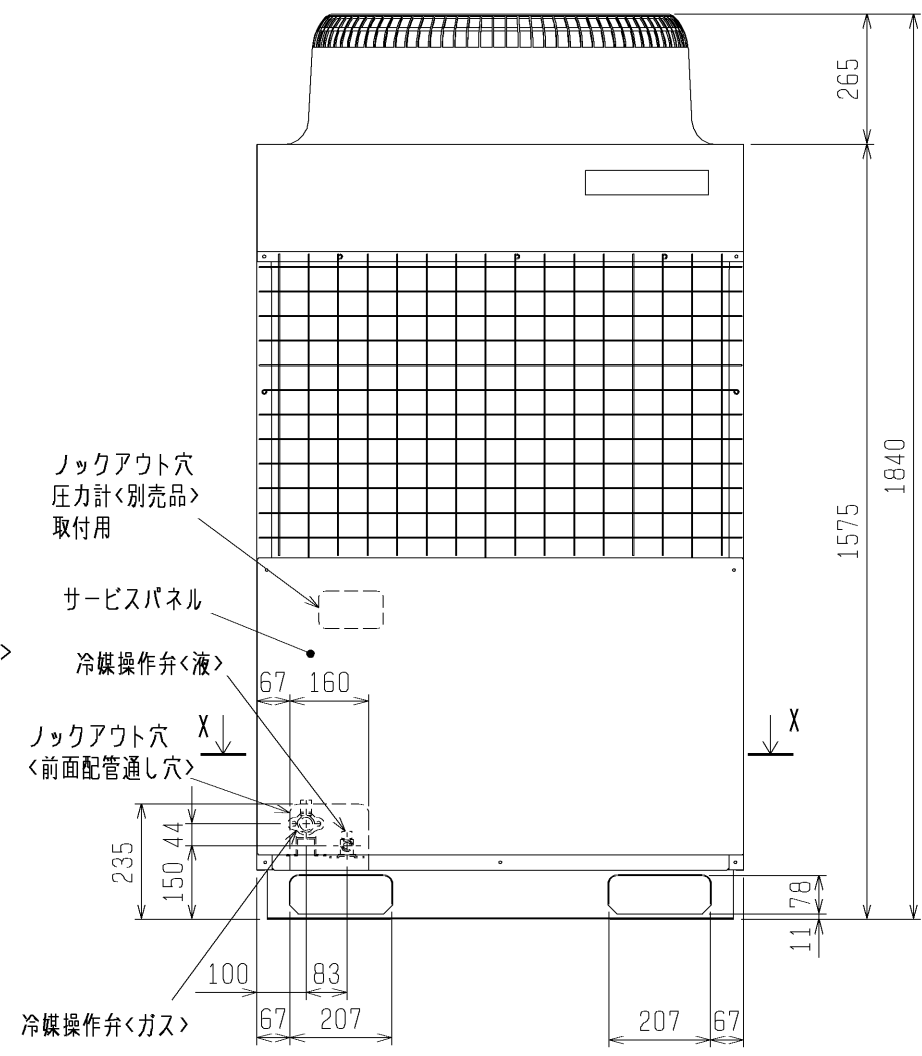 265
1840
1575
ノックアウト穴
圧力計<別売品>
取付用
サービスパネル
>
冷媒操作弁<液>
67
160
ノックアウト穴
<前面配管通し穴>
X
X
235
44
150
78
11
100
83
冷媒操作弁<ガス>
67
207
207
67